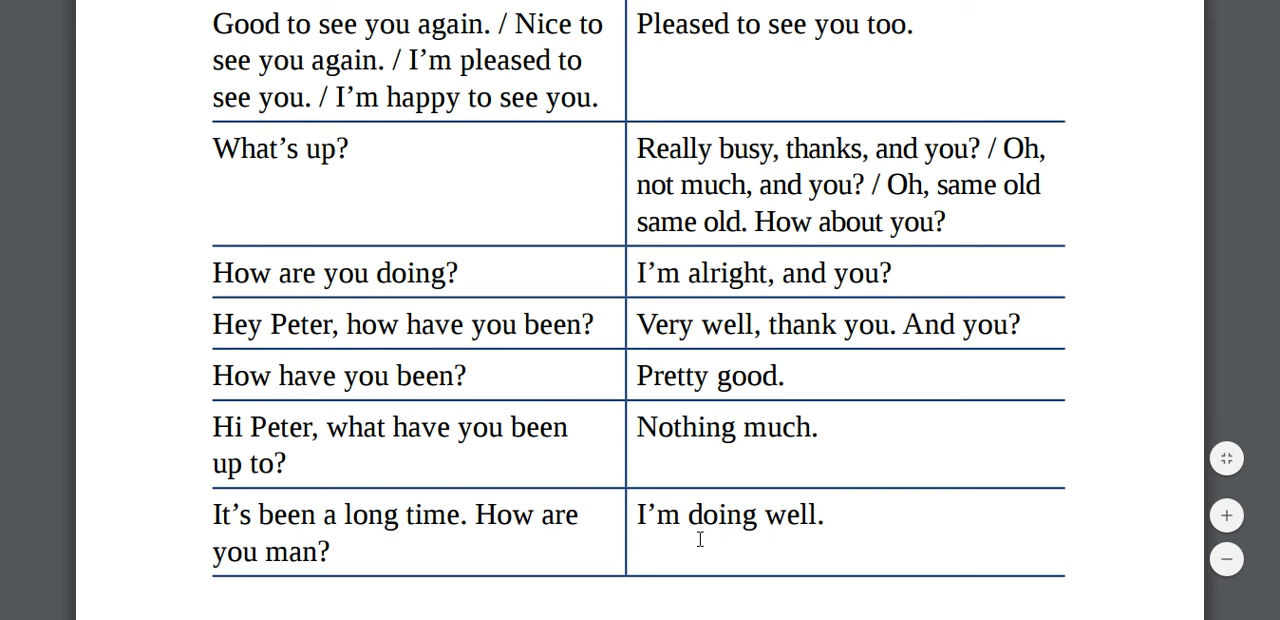 Good to see you again. / Nice to
see you again. / I’m pleased to
see you. / I’m happy to see you.
Pleased to see you too.
What’s up?
Really busy, thanks, and you? / Oh,
not much, and you? / Oh, same old
same old. How about you?
How are you doing?
I’m alright, and you?
Hey Peter, how have you been?
Very well, thank you. And you?
How have you been?
Pretty good.
Hi Peter, what have you been
up to?
Nothing much.
It’s been a long time. How are
you man?
I’m doing well.